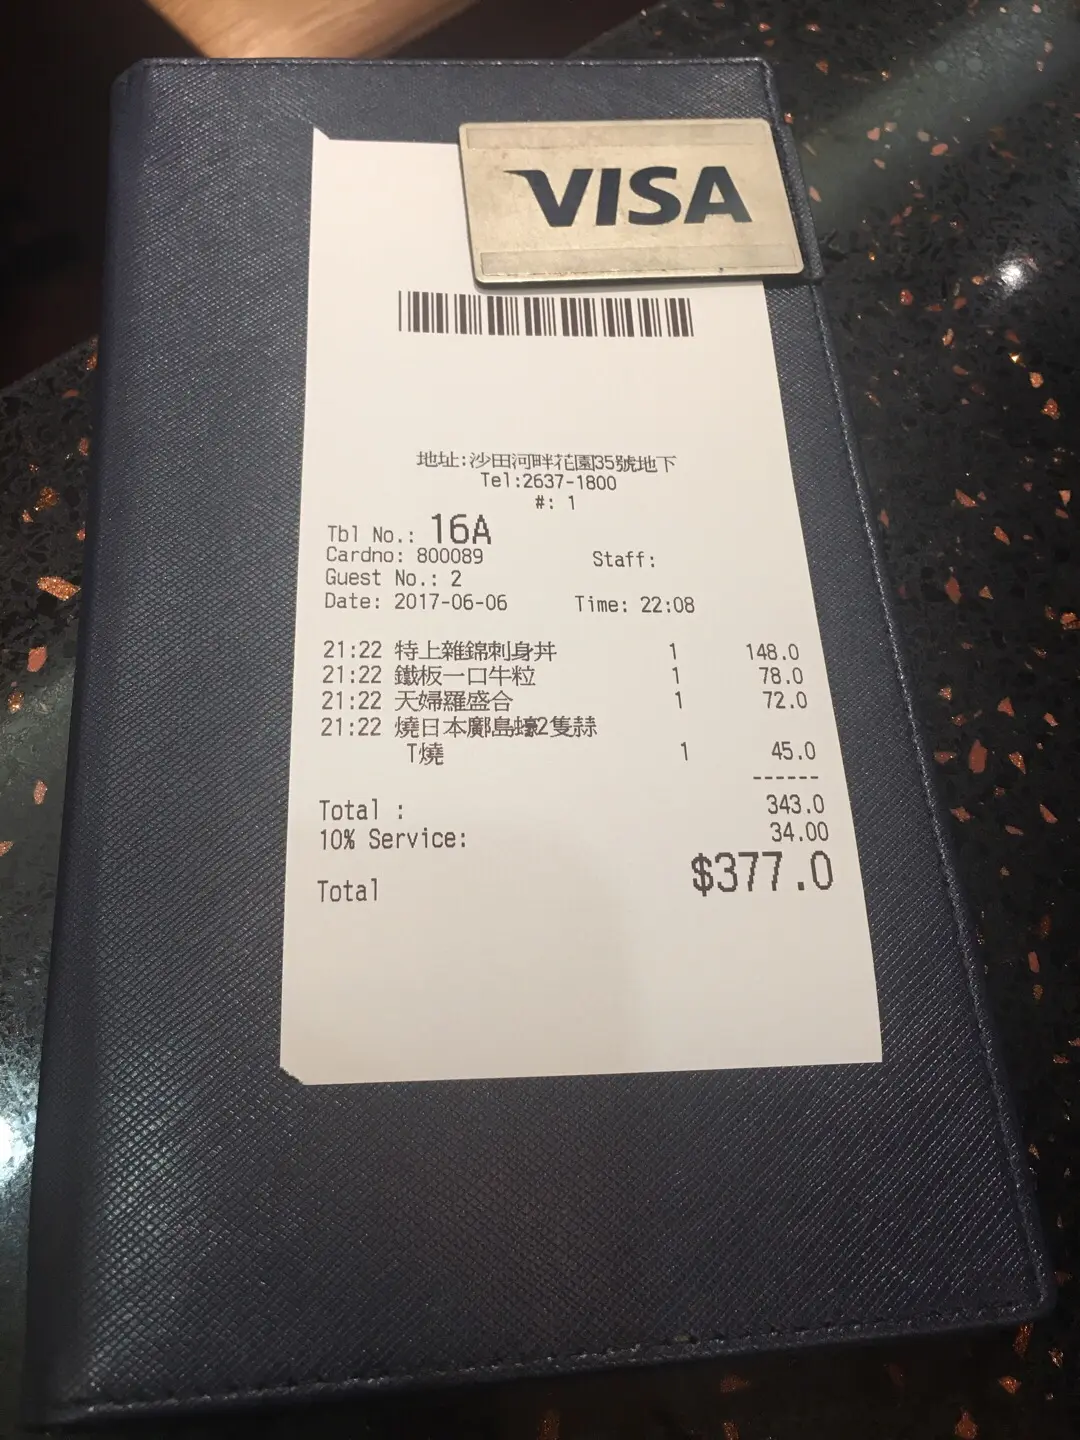 VISA
地址:沙田河畔花園35號地下
Tel:2637-1800
#: 1
Tbl No.: 16A
Cardno: 800089 Staff:
Guest No.: 2
Date: 2017-06-06 Time: 22:08
21:22 特上雜錦刺身丼 1 148.0
21:22 鐵板一口牛粒 1 78.0
21:22 天婦羅盛合 1 72.0
21:22 燒日本廣島蠔2隻蒜
T燒 1 45.0
------
Total : 343.0
10% Service: 34.00
Total $377.0